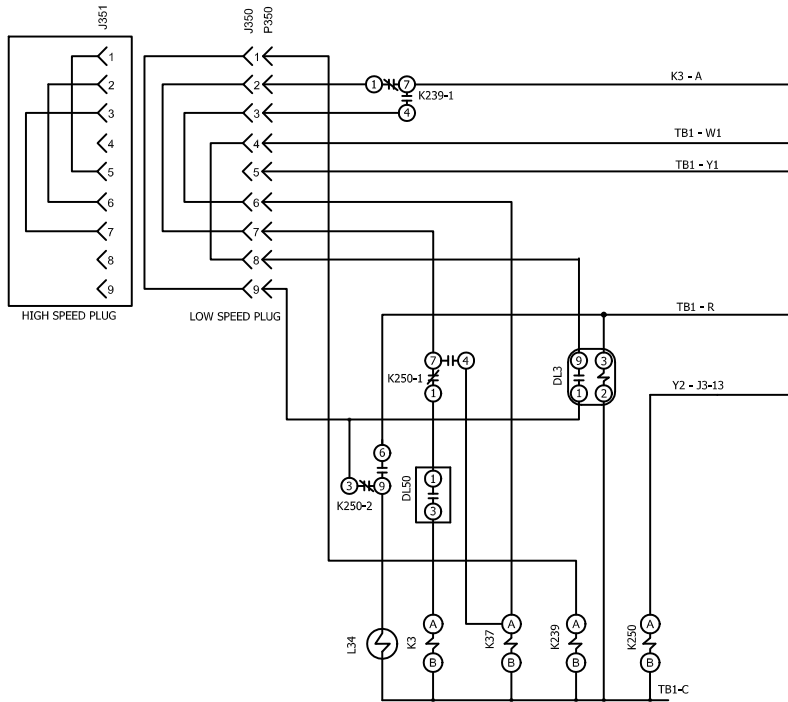 J351
J350
P350
1
2
3
4
5
6
7
8
9
HIGH SPEED PLUG
1
2
3
4
5
6
7
8
9
LOW SPEED PLUG
1
7
K239-1
4
K3 - A
TB1 - W1
TB1 - Y1
TB1 - R
7
4
K250-1
1
DL3
9
3
1
2
Y2 - J3-13
6
3
9
K250-2
DL50
1
3
L34
K3
A
B
K37
A
B
K239
A
B
K250
A
B
TB1-C